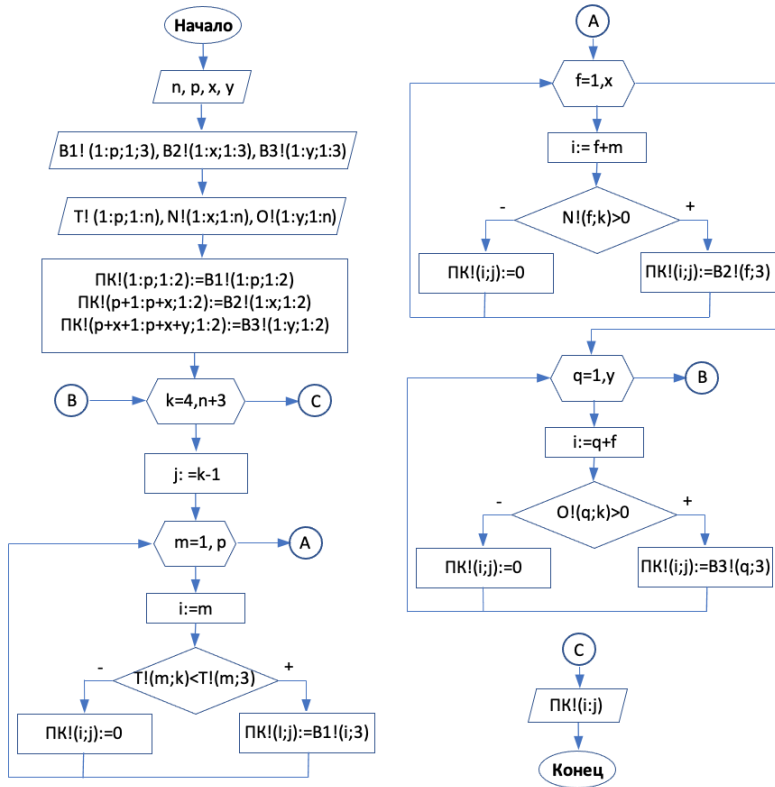 Начало
n, p, x, y
B1! (1:p;1;3), B2!(1:x;1:3), B3!(1:y;1:3)
T! (1:p;1:n), N!(1:x;1:n), O!(1:y;1:n)
ПК!(1:p;1:2):=B1!(1:p;1:2)
ПК!(p+1:p+x;1:2):=B2!(1:x;1:2)
ПК!(p+x+1:p+x+y;1:2):=B3!(1:y;1:2)
B
k=4,n+3
C
j: =k-1
m=1, p
A
i:=m
-
T!(m;k)<T!(m;3)
+
ПК!(i;j):=0
ПК!(I;j):=B1!(i;3)
A
f=1,x
i:= f+m
-
N!(f;k)>0
+
ПК!(i;j):=0
ПК!(i;j):=B2!(f;3)
q=1,y
B
i:=q+f
-
O!(q;k)>0
+
ПК!(i;j):=0
ПК!(i;j):=B3!(q;3)
C
ПК!(i:j)
Конец